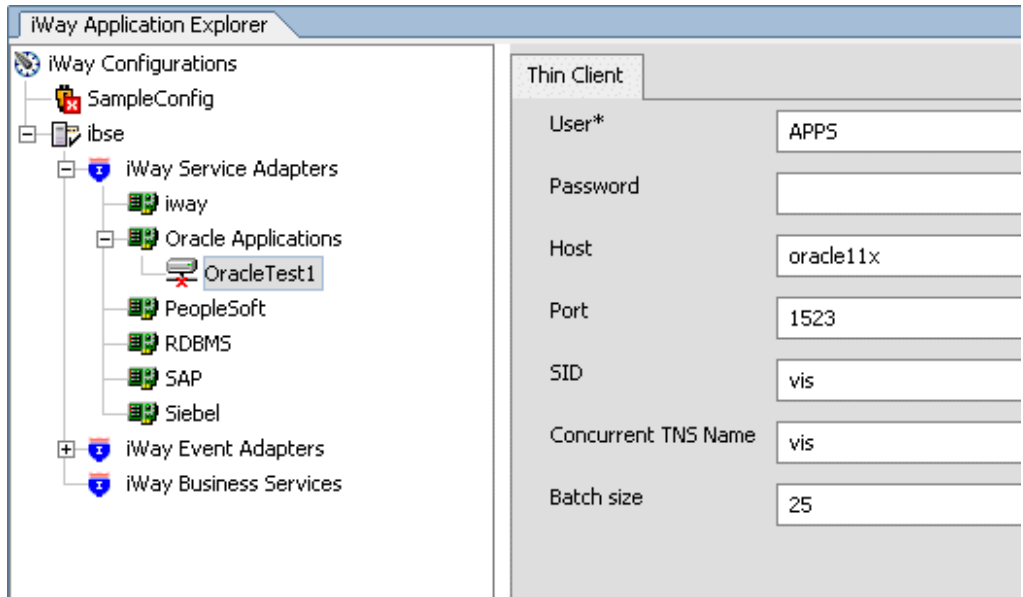 iWay Application Explorer
iWay Configurations
SampleConfig
ibse
iWay Service Adapters
iway
Oracle Applications
OracleTest1
PeopleSoft
RDBMS
SAP
Siebel
iWay Event Adapters
iWay Business Services
Thin Client
User* APPS
Password
Host oracle11x
Port 1523
SID vis
Concurrent TNS Name vis
Batch size 25